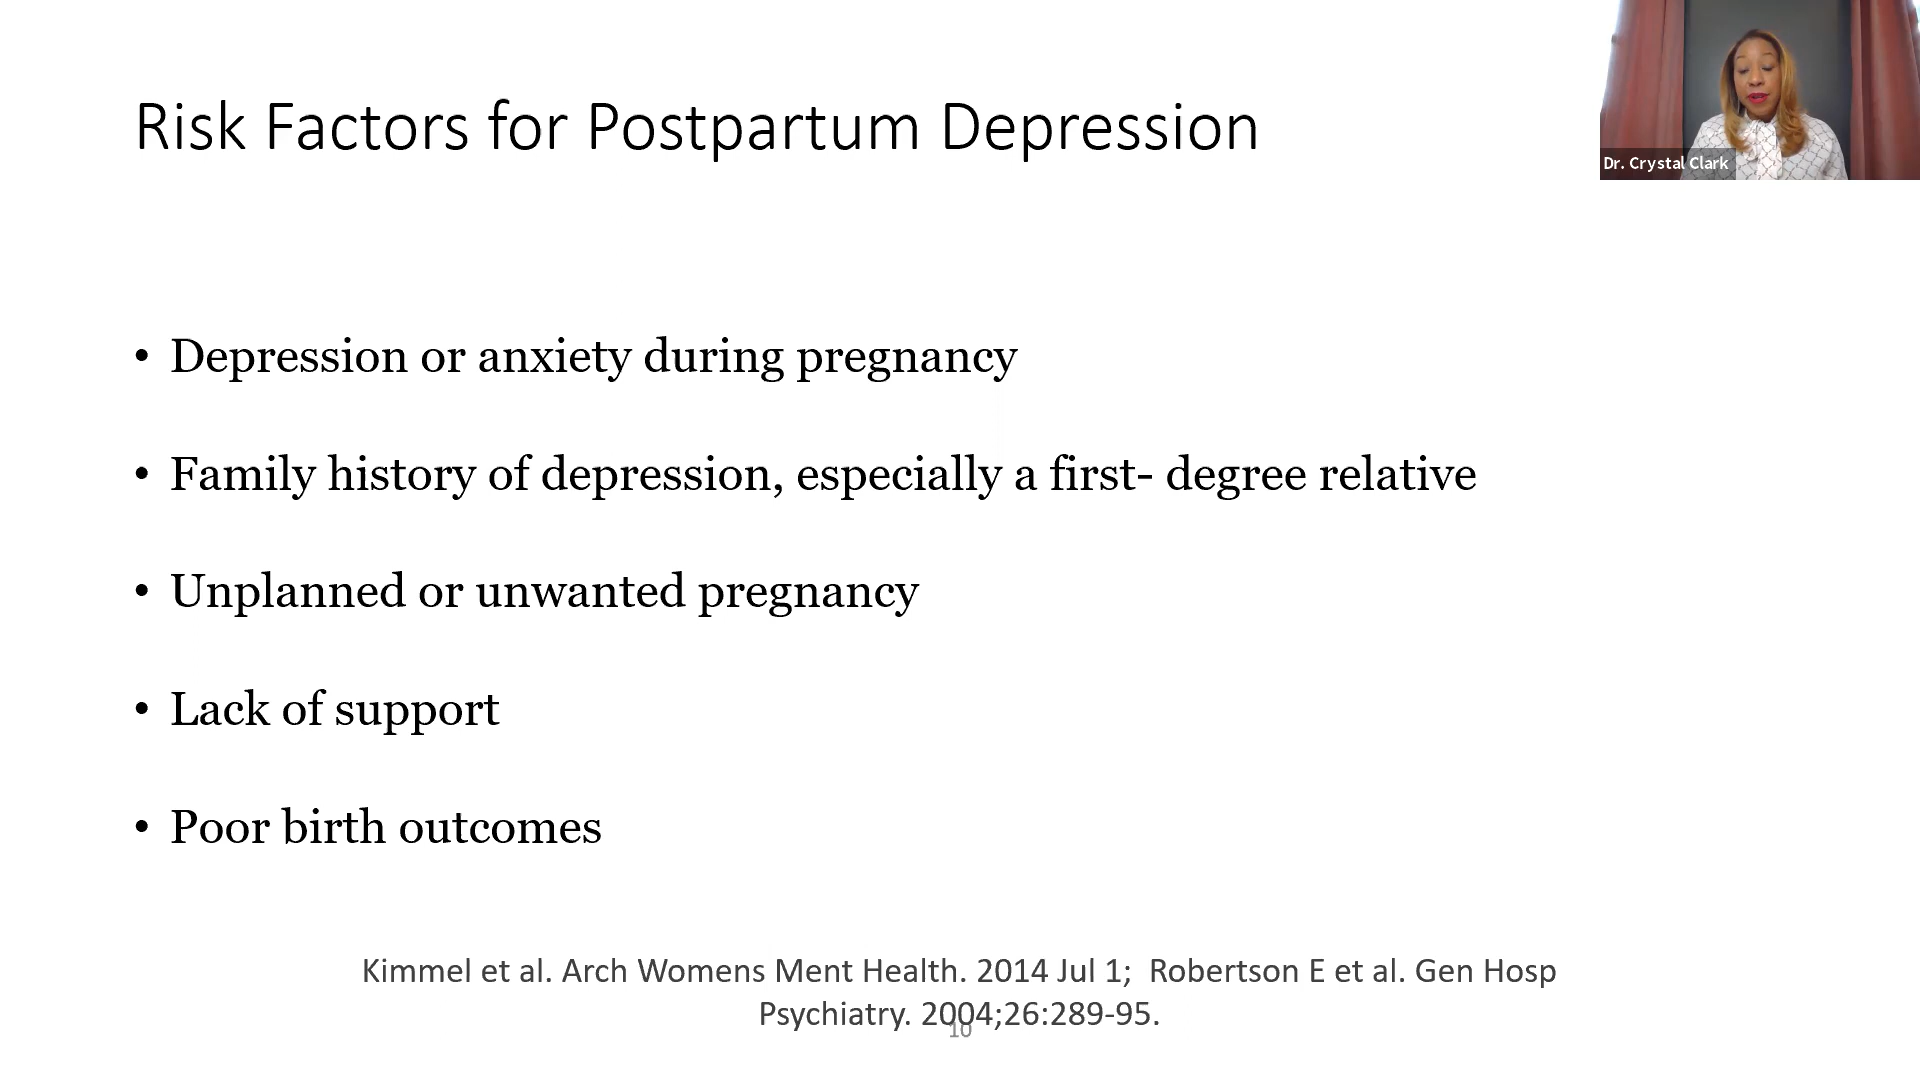 Risk Factors for Postpartum Depression
Dr. Crystal Clark
• Depression or anxiety during pregnancy
• Family history of depression, especially a first- degree relative
• Unplanned or unwanted pregnancy
• Lack of support
• Poor birth outcomes
Kimmel et al. Arch Womens Ment Health. 2014 Jul 1;  Robertson E et al. Gen Hosp
Psychiatry. 2004;26:289-95.
10